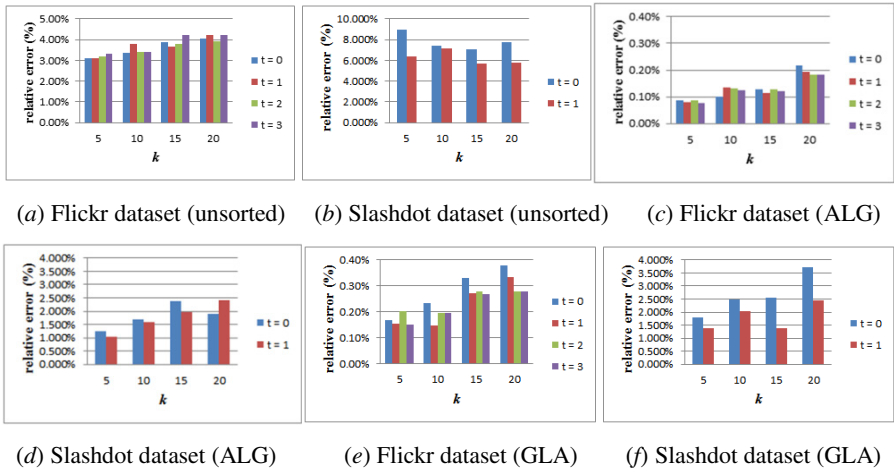 relative error (%)
5.00%
4.00%
3.00%
2.00%
1.00%
0.00%
5 10 15 20
k
t = 0
t = 1
t = 2
t = 3
(a) Flickr dataset (unsorted)
relative error (%)
10.000%
8.000%
6.000%
4.000%
2.000%
0.000%
5 10 15 20
k
t = 0
t = 1
(b) Slashdot dataset (unsorted)
relative error (%)
0.40%
0.30%
0.20%
0.10%
0.00%
5 10 15 20
k
t = 0
t = 1
t = 2
t = 3
(c) Flickr dataset (ALG)
relative error (%)
4.000%
3.500%
3.000%
2.500%
2.000%
1.500%
1.000%
0.500%
0.000%
5 10 15 20
k
t = 0
t = 1
(d) Slashdot dataset (ALG)
relative error (%)
0.40%
0.30%
0.20%
0.10%
0.00%
5 10 15 20
k
t = 0
t = 1
t = 2
t = 3
(e) Flickr dataset (GLA)
relative error (%)
4.000%
3.500%
3.000%
2.500%
2.000%
1.500%
1.000%
0.500%
0.000%
5 10 15 20
k
t = 0
t = 1
(f) Slashdot dataset (GLA)